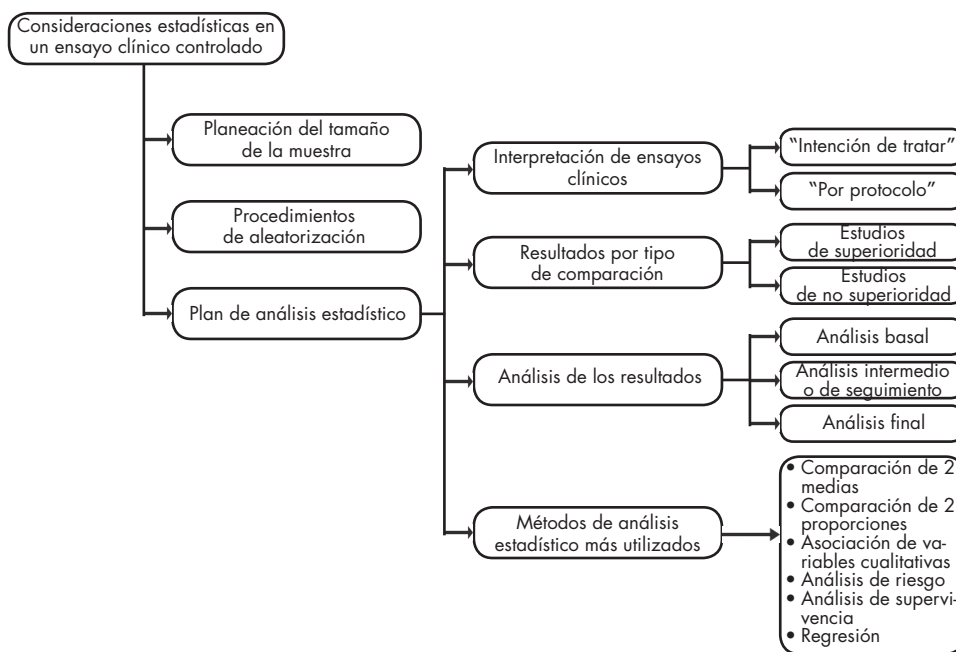 Consideraciones estadísticas en
un ensayo clínico controlado
Planeación del tamaño
de la muestra
Procedimientos
de aleatorización
Plan de análisis estadístico
Interpretación de ensayos
clínicos
"Intención de tratar"
"Por protocolo"
Resultados por tipo
de comparación
Estudios
de superioridad
Estudios
de no superioridad
Análisis de los resultados
Análisis basal
Análisis intermedio
o de seguimiento
Análisis final
Métodos de análisis
estadístico más utilizados
• Comparación de 2
medias
• Comparación de 2
proporciones
• Asociación de va-
riables cualitativas
• Análisis de riesgo
• Análisis de supervi-
vencia
• Regresión